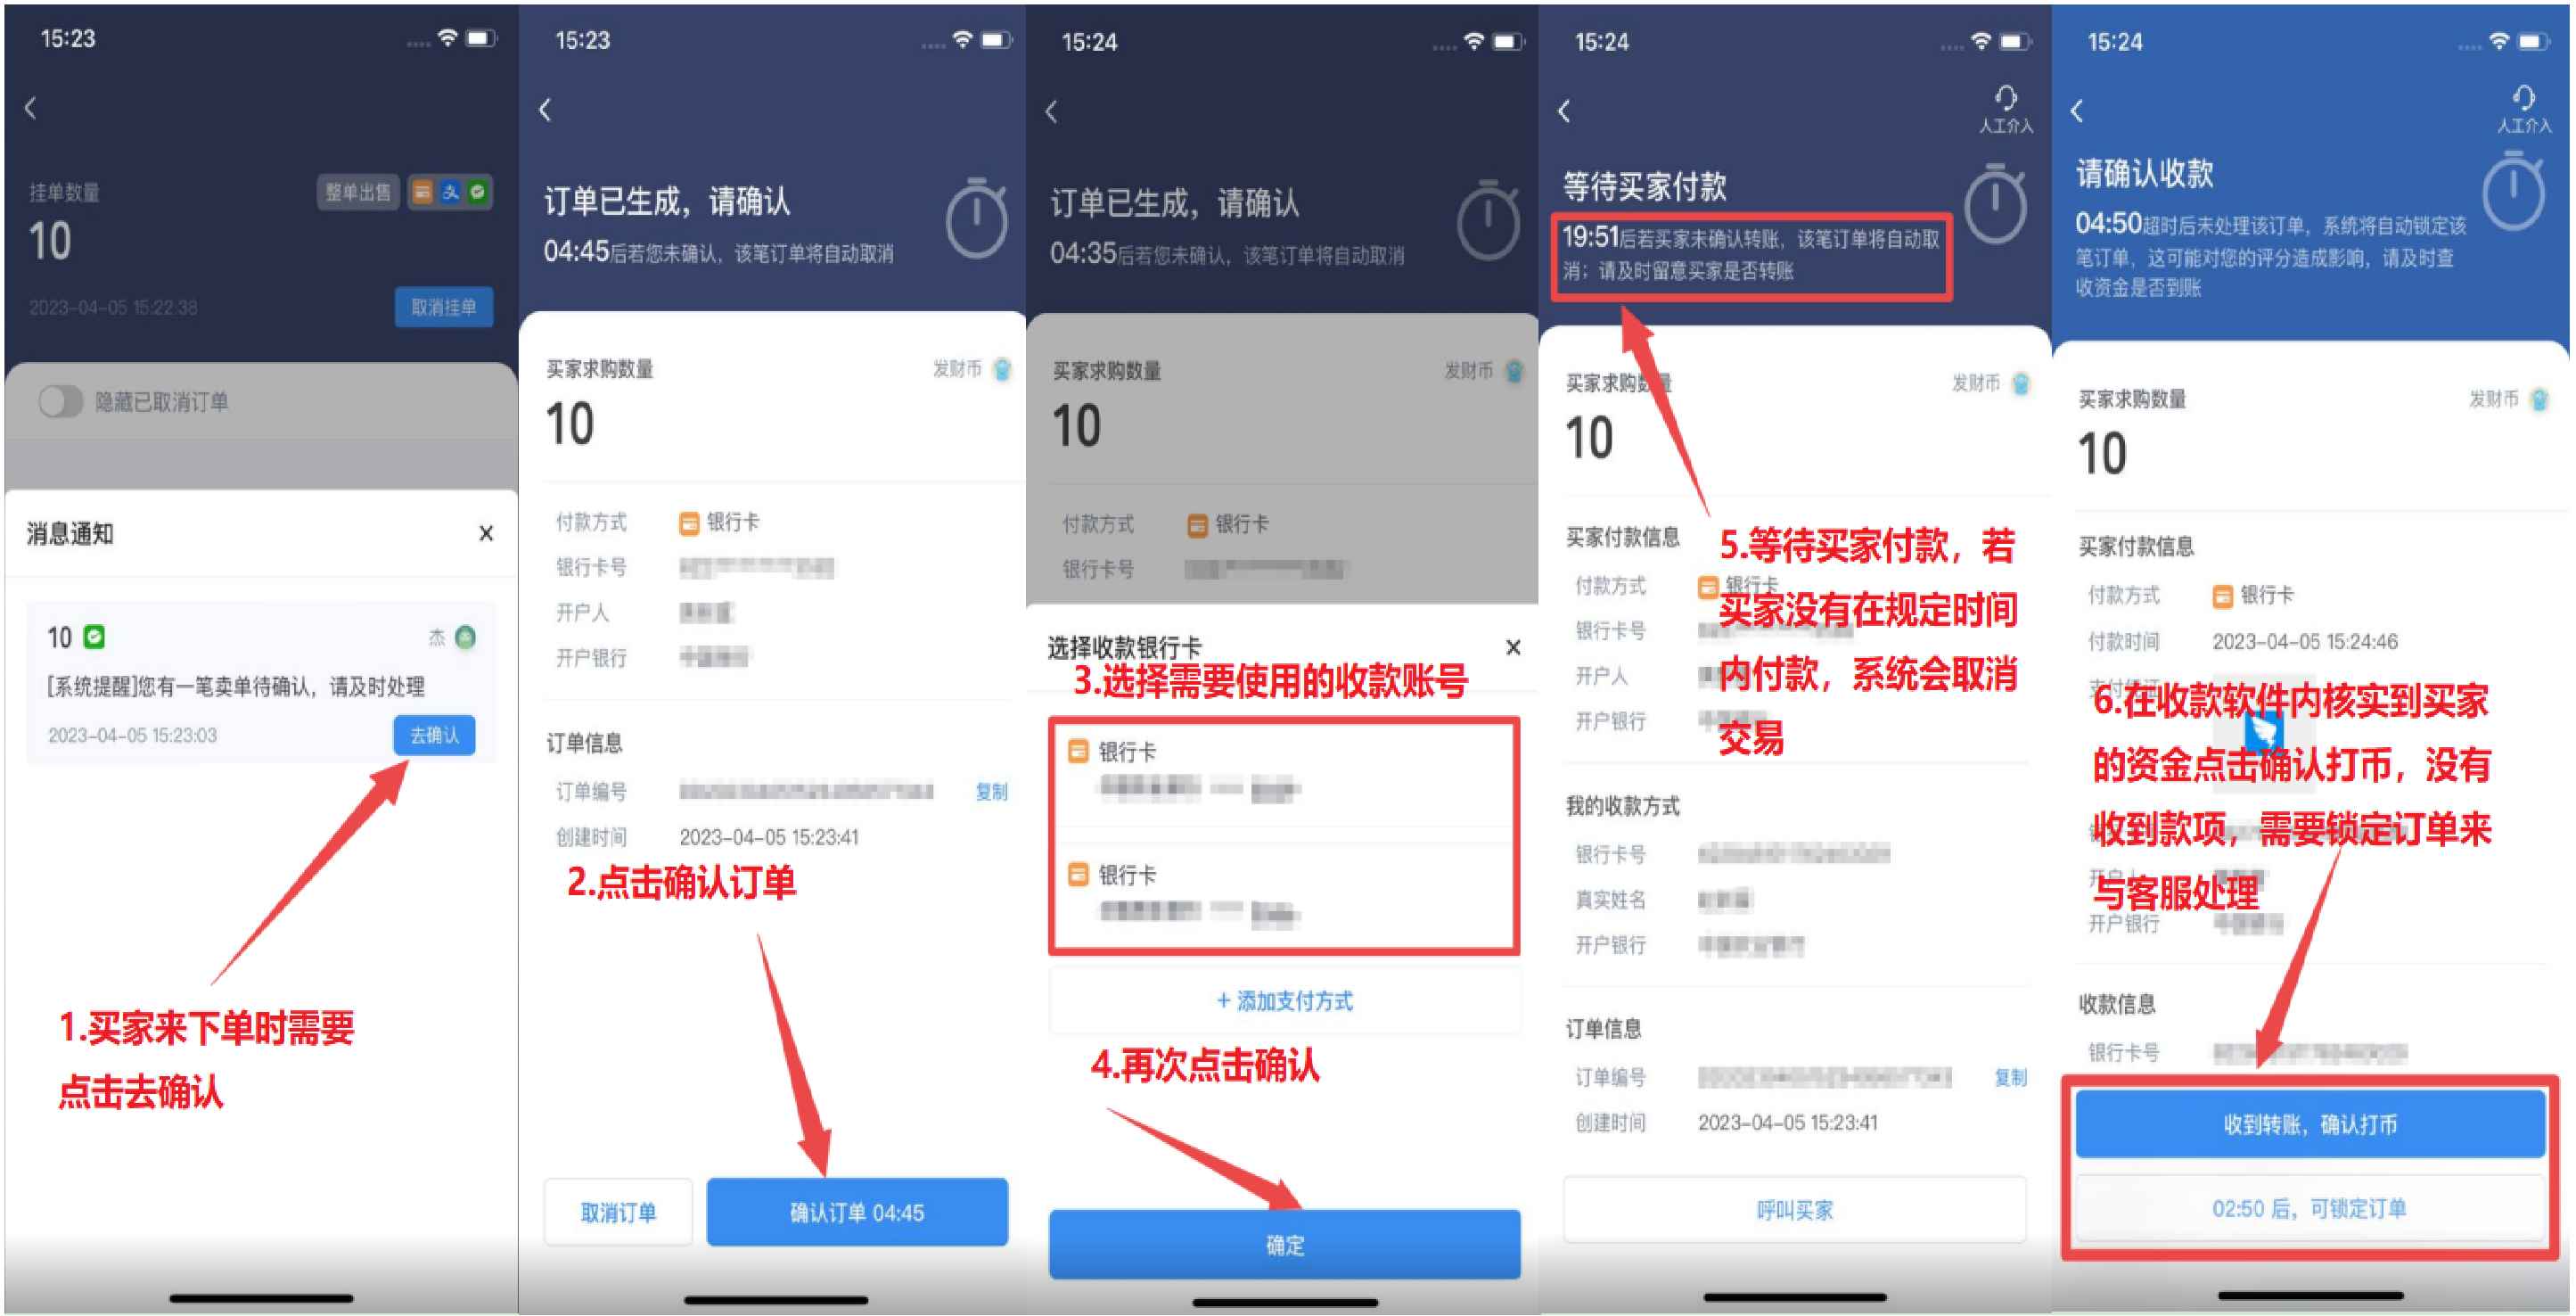 15:23
挂单数量
整单出售
10
2023-04-05 15:22:38
取消挂单
隐藏已取消订单
消息通知
×
10
杰
[系统提醒]您有一笔卖单待确认，请及时处理
2023-04-05 15:23:03
去确认
1.买家来下单时需要
点击去确认
15:23
订单已生成，请确认
04:45后若您未确认，该笔订单将自动取消
买家求购数量
发财币
10
付款方式
银行卡
银行卡号
开户人
开户银行
订单信息
订单编号
复制
创建时间
2023-04-05 15:23:41
2.点击确认订单
取消订单
确认订单 04:45
15:24
订单已生成，请确认
04:35后若您未确认，该笔订单将自动取消
买家求购数量
发财币
10
付款方式
银行卡
银行卡号
选择收款银行卡
×
3.选择需要使用的收款账号
银行卡
银行卡
+ 添加支付方式
4.再次点击确认
确定
15:24
人工介入
等待买家付款
19:51后若买家未确认转账，该笔订单将自动取
消；请及时留意买家是否转账
买家求购数量
发财币
10
买家付款信息
付款方式
银行卡
银行卡号
开户人
开户银行
5.等待买家付款，若
买家没有在规定时间
内付款，系统会取消
交易
我的收款方式
银行卡号
真实姓名
开户银行
订单信息
订单编号
复制
创建时间
2023-04-05 15:23:41
呼叫买家
15:24
人工介入
请确认收款
04:50超时后未处理该订单，系统将自动锁定该
笔订单，这可能对您的评分造成影响，请及时查
收资金是否到账
买家求购数量
发财币
10
买家付款信息
付款方式
银行卡
付款时间
2023-04-05 15:24:46
6.在收款软件内核实到买家
的资金点击确认打币，没有
收到款项，需要锁定订单来
与客服处理
开户银行
收款信息
银行卡号
收到转账，确认打币
02:50 后，可锁定订单